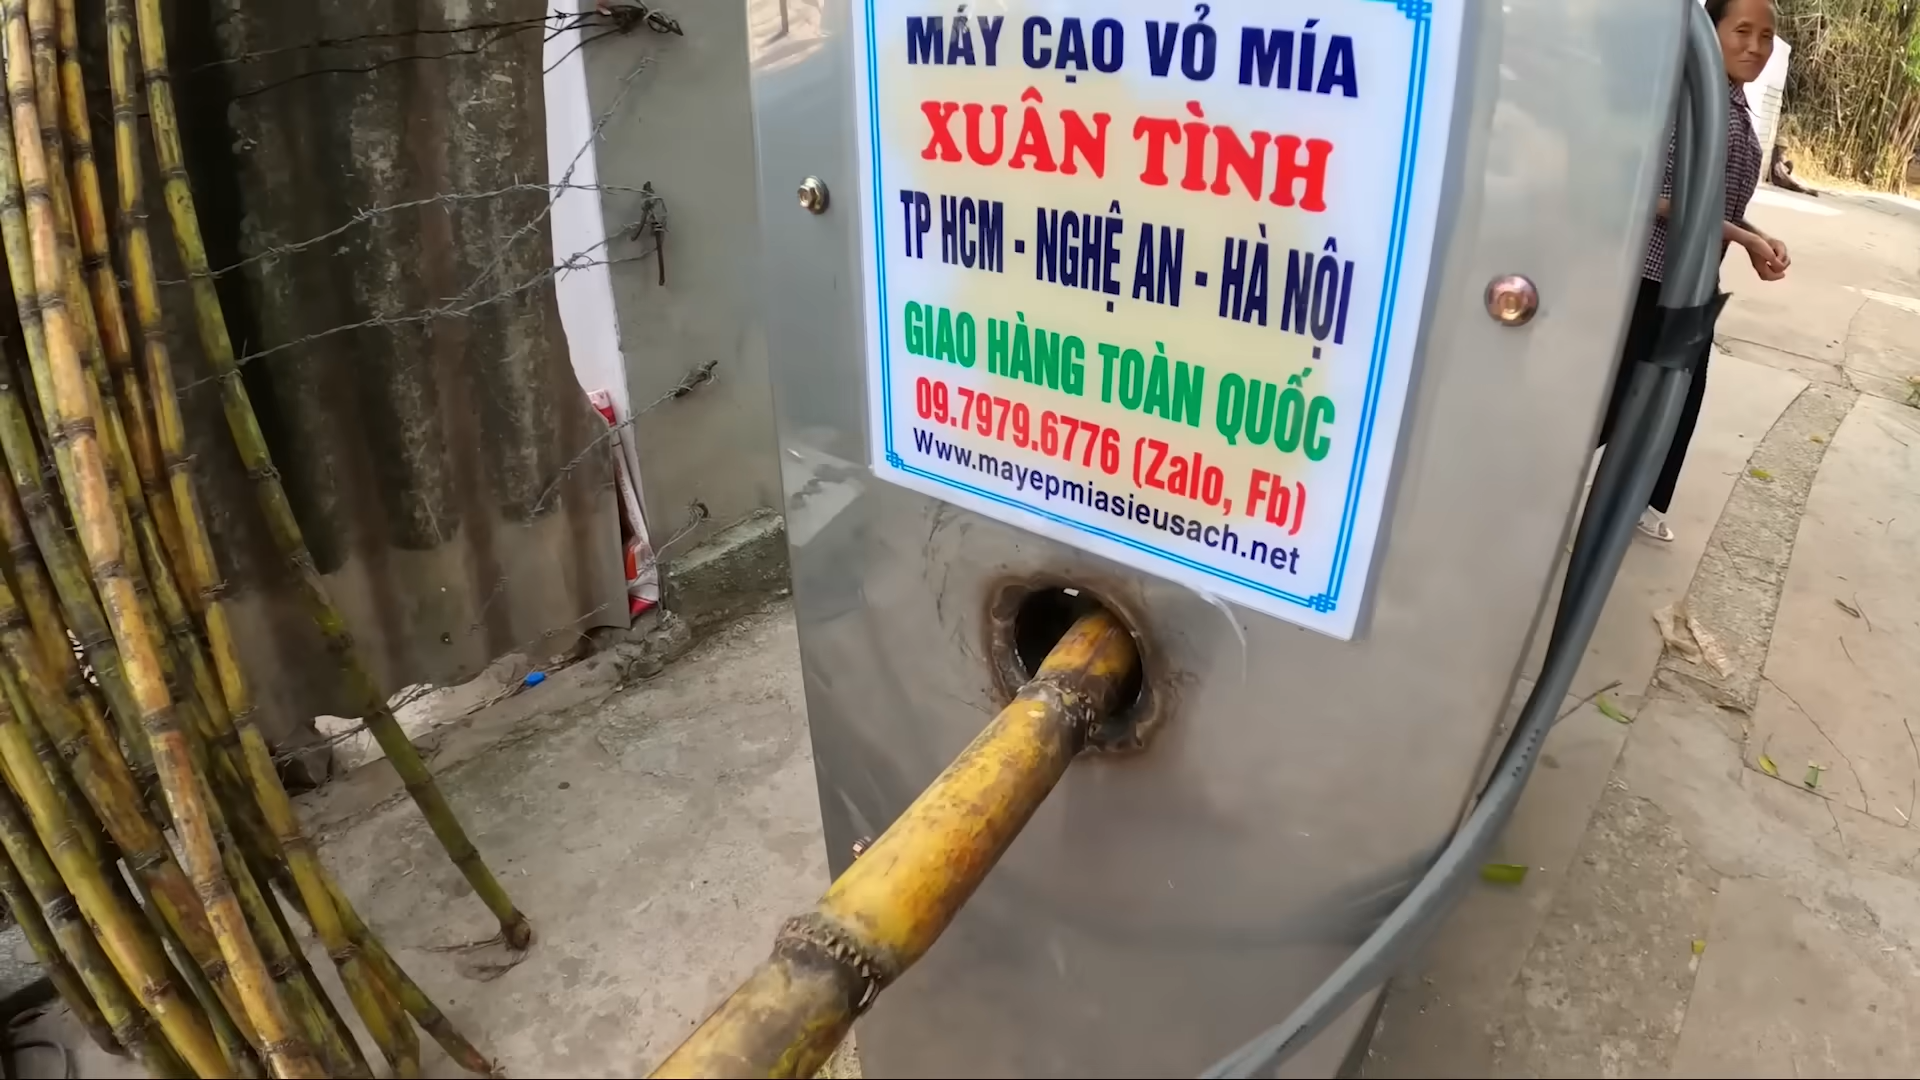 MÁY CẠO VỎ MÍA
XUÂN TÌNH
TP HCM - NGHỆ AN - HÀ NỘI
GIAO HÀNG TOÀN QUỐC
09.7979.6776 (Zalo, Fb)
Www.mayepmiasieusach.net